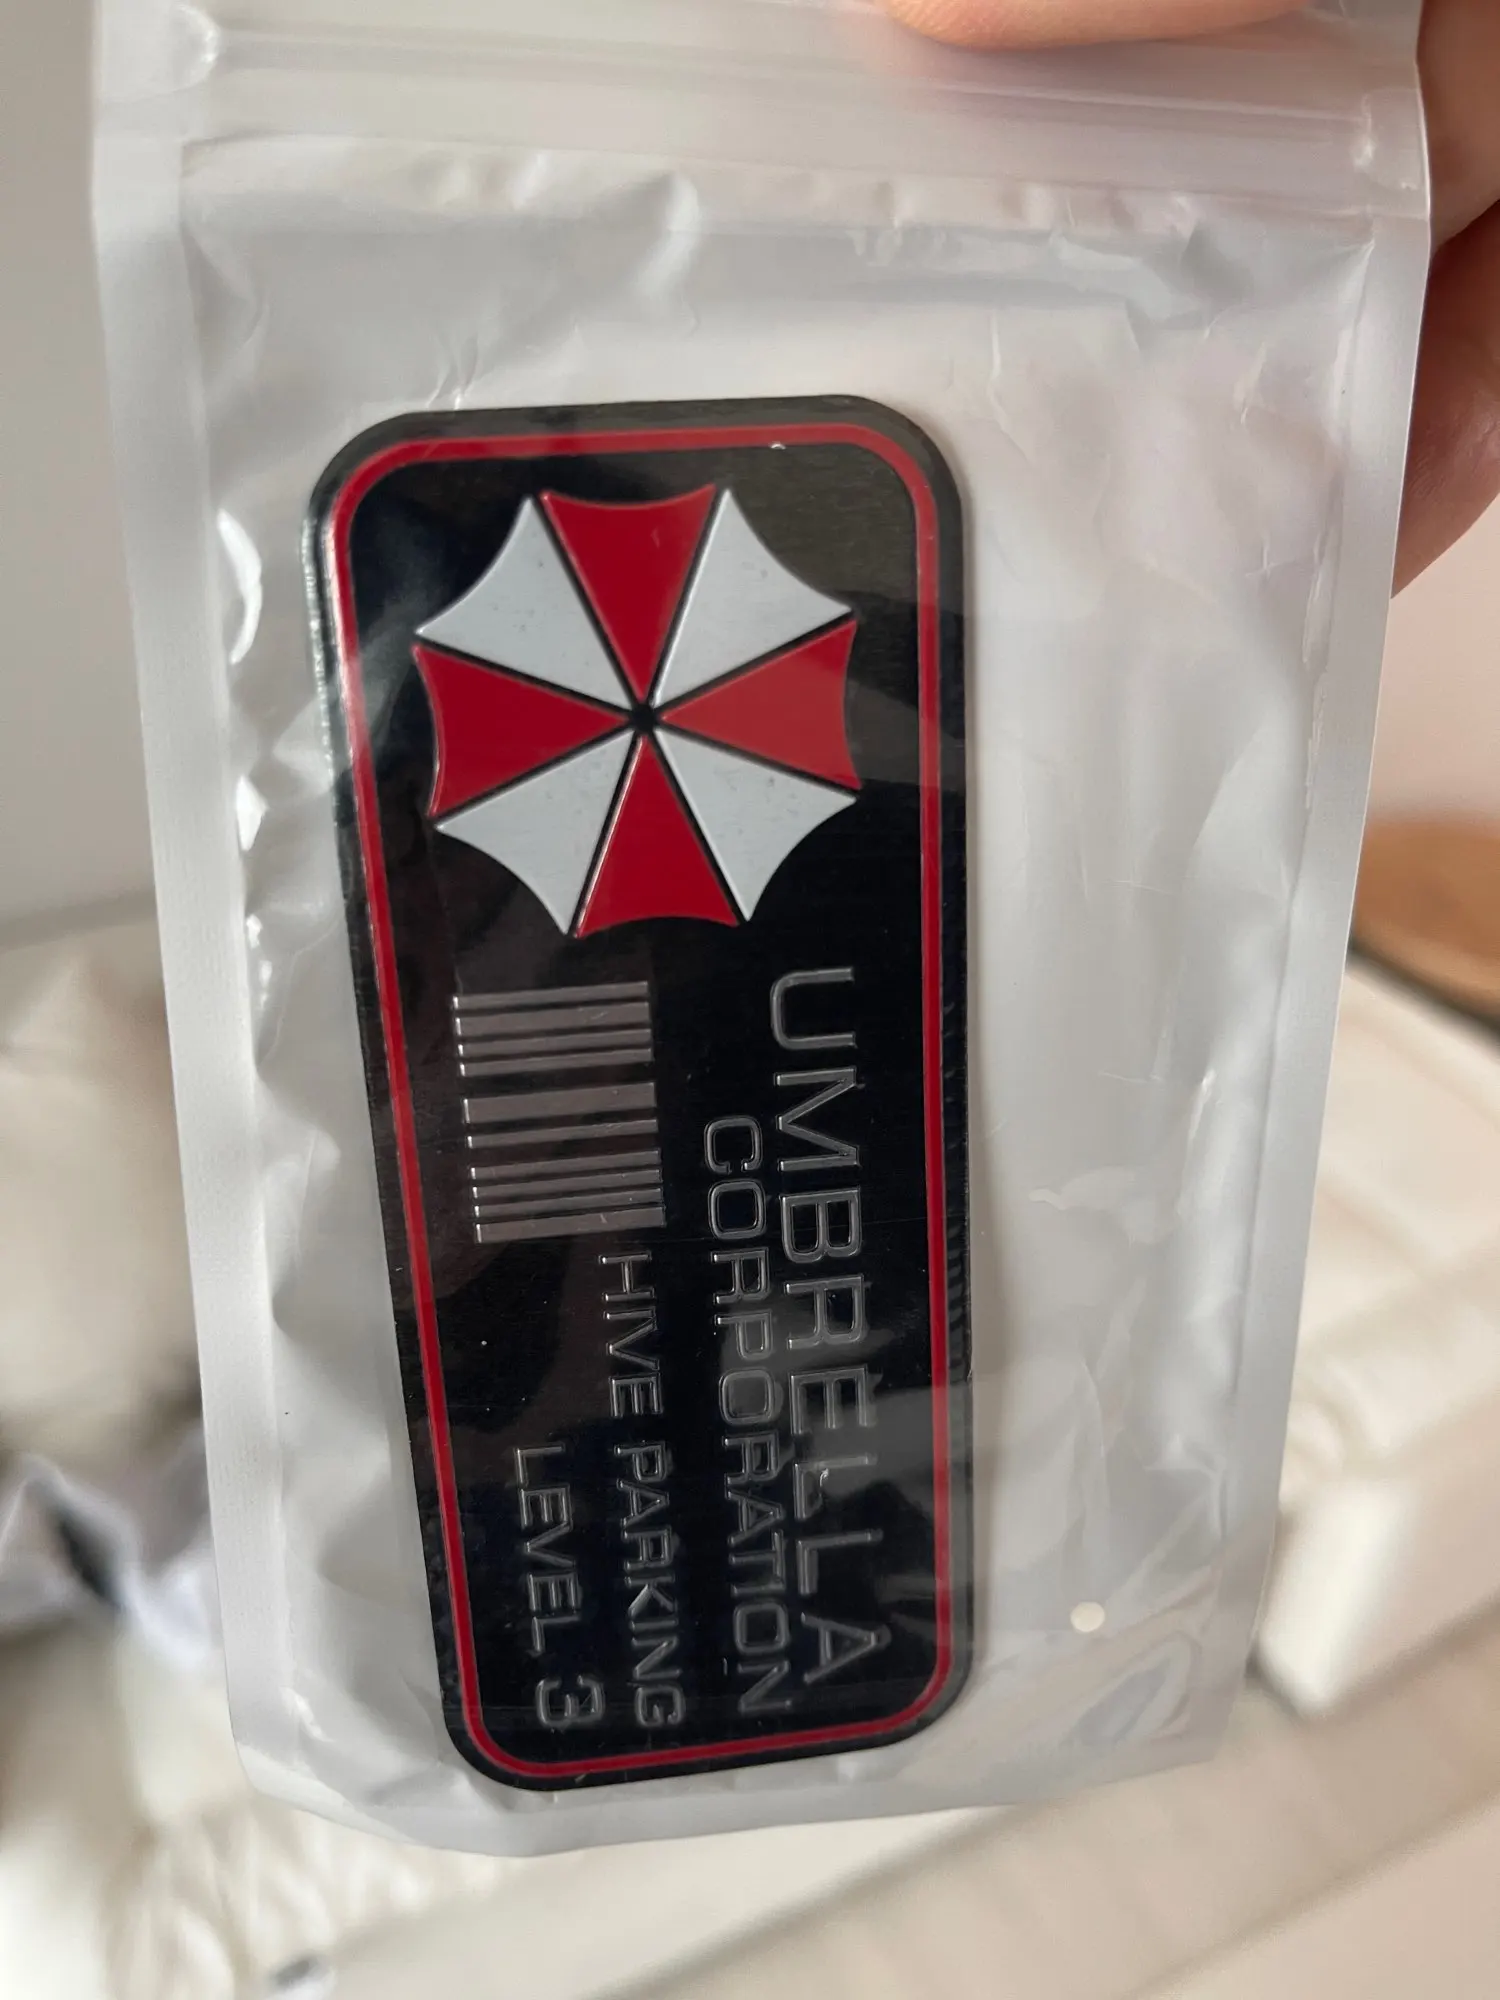 UMBRELLA
CORPORATION
HIVE PARKING
LEVEL 3